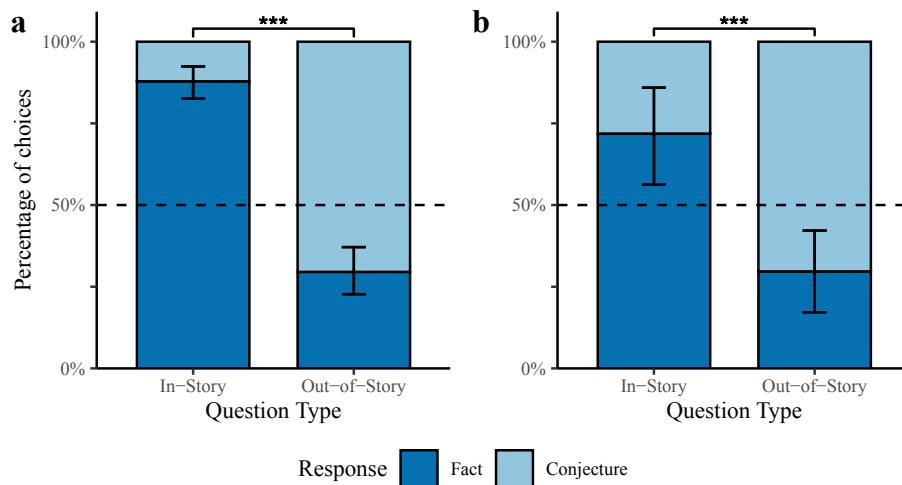 a
***
b
***
100%
100%
50%
50%
0%
0%
Percentage of choices
In−Story
Out−of−Story
In−Story
Out−of−Story
Question Type
Question Type
Response
Fact
Conjecture